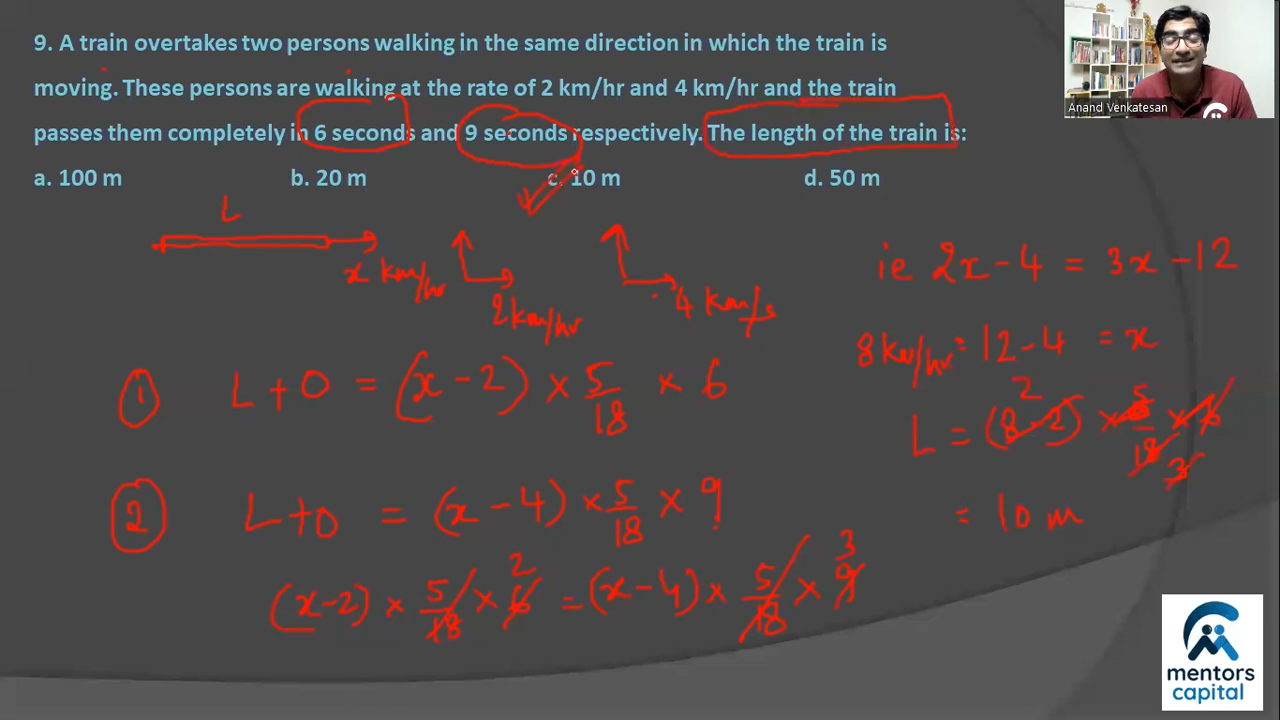 9. A train overtakes two persons walking in the same direction in which the train is
moving. These persons are walking at the rate of 2 km/hr and 4 km/hr and the train
passes them completely in 6 seconds and 9 seconds respectively. The length of the train is:
a. 100 m b. 20 m c. 10 m d. 50 m
Anand Venkatesan
L
x km/hr
2 km/hr
4 km/s
① L + 0 = (x - 2) × 5/18 × 6
② L + 0 = (x - 4) × 5/18 × 9
(x - 2) × 5/18 × 6 2 = (x - 4) × 5/18 × 9 3
ie 2x - 4 = 3x - 12
8 km/hr = 12 - 4 = x
L = (8 - 2) 2 × 5/18 3 × 6
= 10 m
mentors
capital